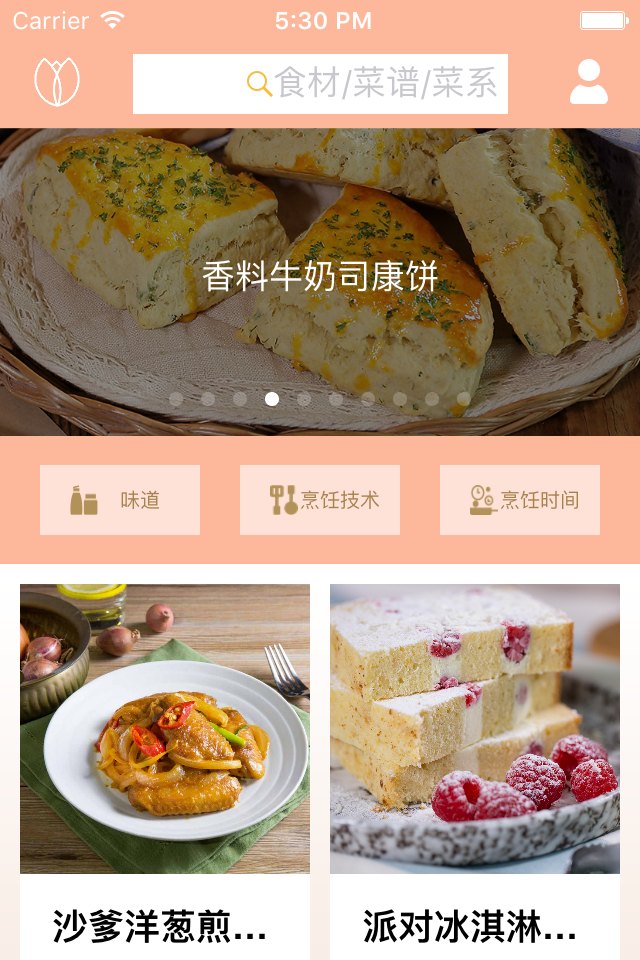 Carrier 5:30 PM
食材/菜谱/菜系
香料牛奶司康饼
味道
烹饪技术
烹饪时间
沙爹洋葱煎...
派对冰淇淋...